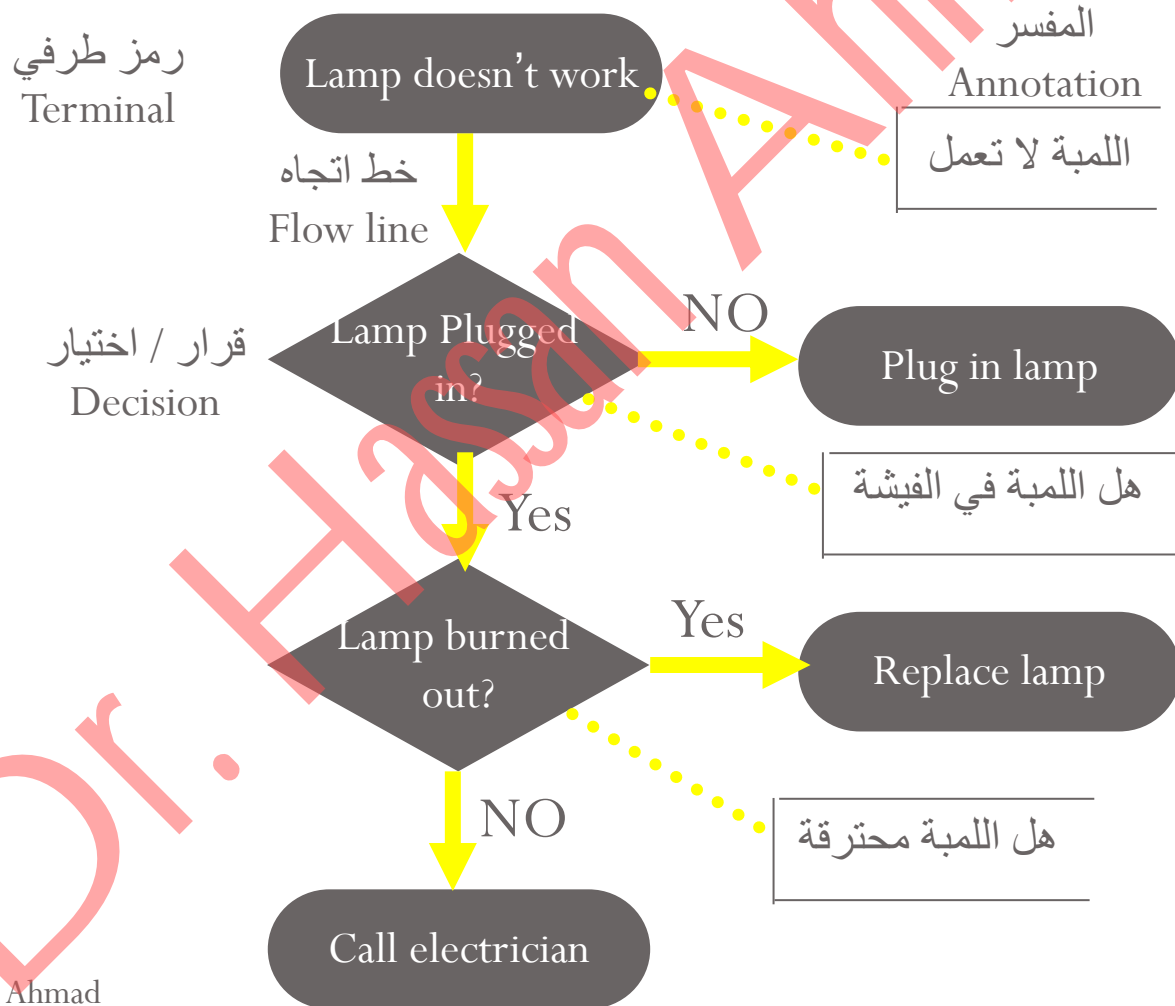 رمز طرفي
Terminal
Lamp doesn’t work
المفسر
Annotation
اللمبة لا تعمل
خط اتجاه
Flow line
قرار / اختيار
Decision
Lamp Plugged
in?
NO
Plug in lamp
هل اللمبة في الفيشة
Yes
Lamp burned
out?
Yes
Replace lamp
هل اللمبة محترقة
NO
Call electrician
Ahmad
Dr. Hassan